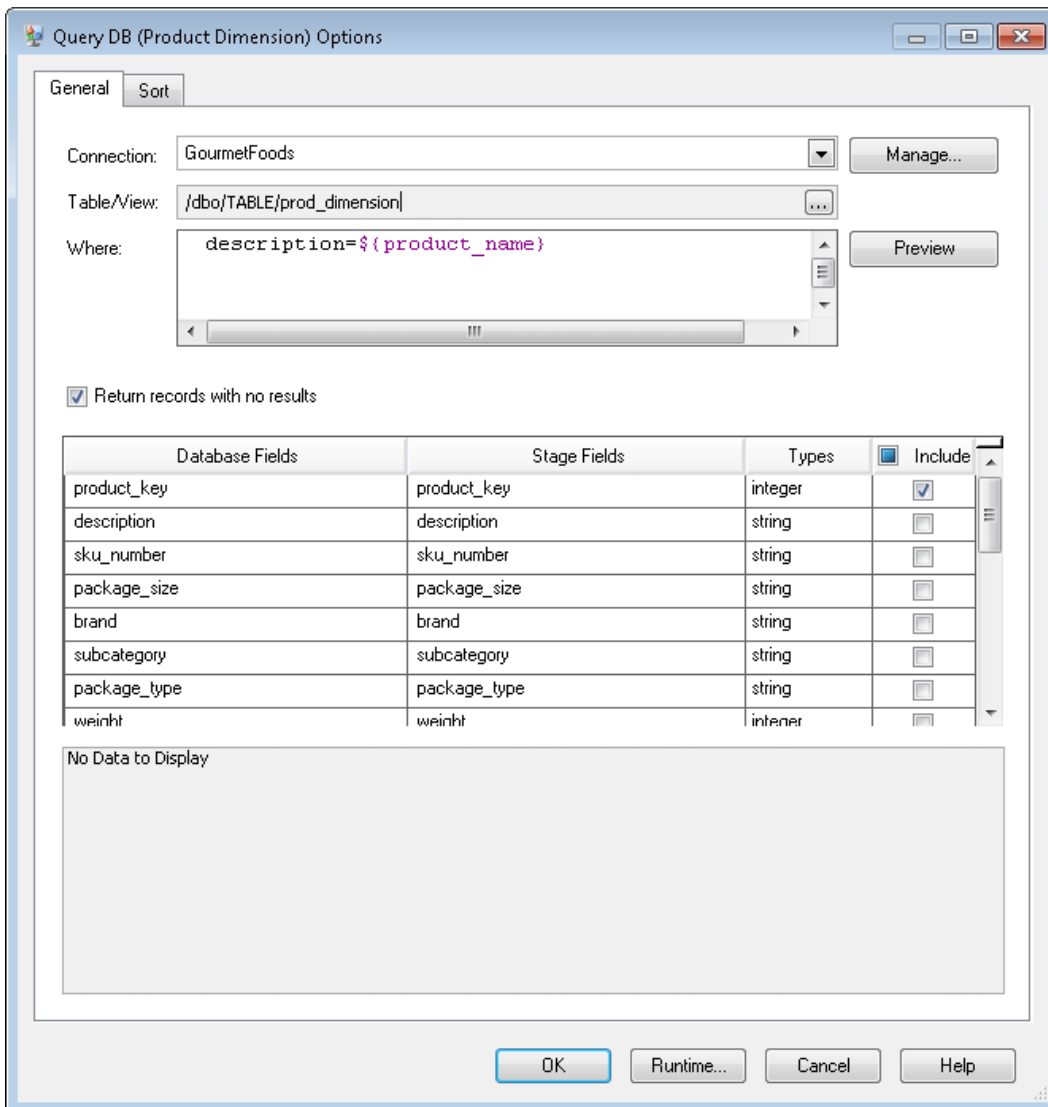 Query DB (Product Dimension) Options
General Sort
Connection: GourmetFoods Manage...
Table/View: /dbo/TABLE/prod_dimension ...
Where: description=${product_name} Preview
Return records with no results
Database Fields Stage Fields Types Include
product_key product_key integer
description description string
sku_number sku_number string
package_size package_size string
brand brand string
subcategory subcategory string
package_type package_type string
weight weight integer
No Data to Display
OK Runtime... Cancel Help